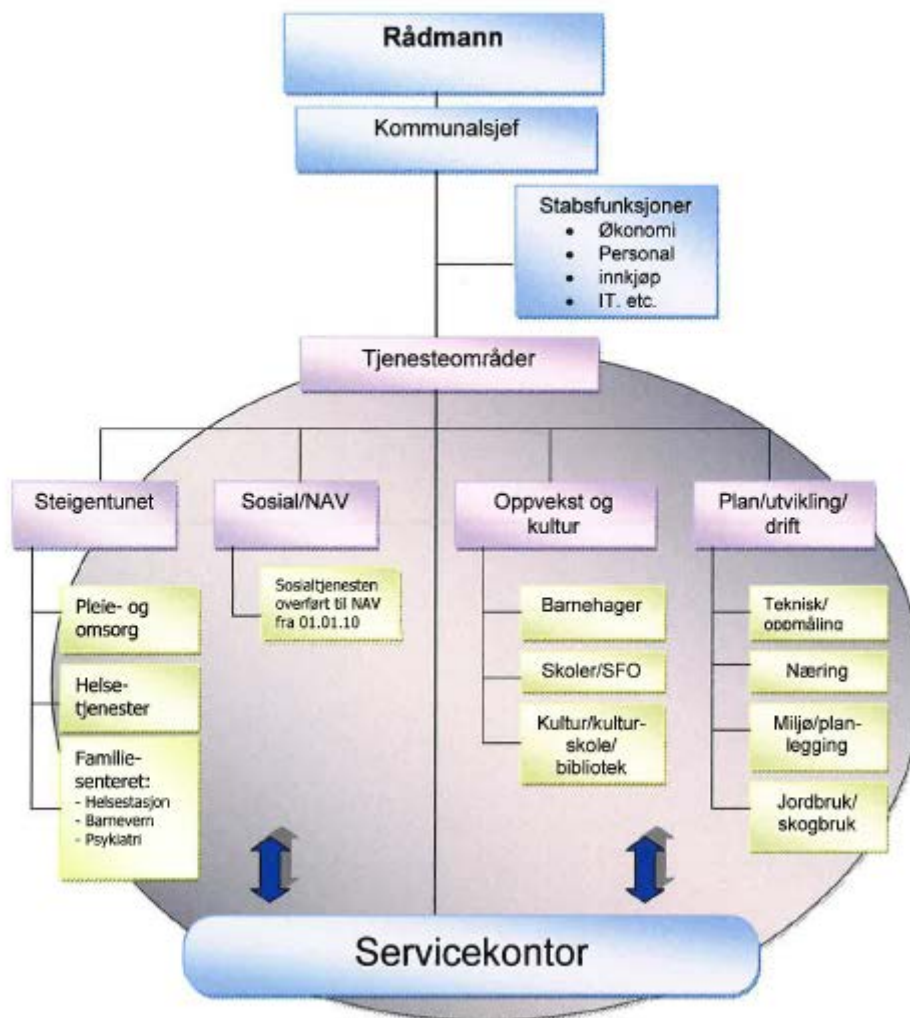 Rådmann
Kommunalsjef
Stabsfunksjoner
• Økonomi
• Personal
• innkjøp
• IT. etc.
Tjenesteområder
Steigentunet
Sosial/NAV
Oppvekst og
kultur
Plan/utvikling/
drift
Pleie- og
omsorg
Helse-
tjenester
Familie-
senteret:
- Helsestasjon
- Barnevern
- Psykiatri
Sosialtjenesten
overført til NAV
fra 01.01.10
Barnehager
Skoler/SFO
Kultur/kultur-
skole/
bibliotek
Teknisk/
oppmåling
Næring
Miljø/plan-
legging
Jordbruk/
skogbruk
Servicekontor